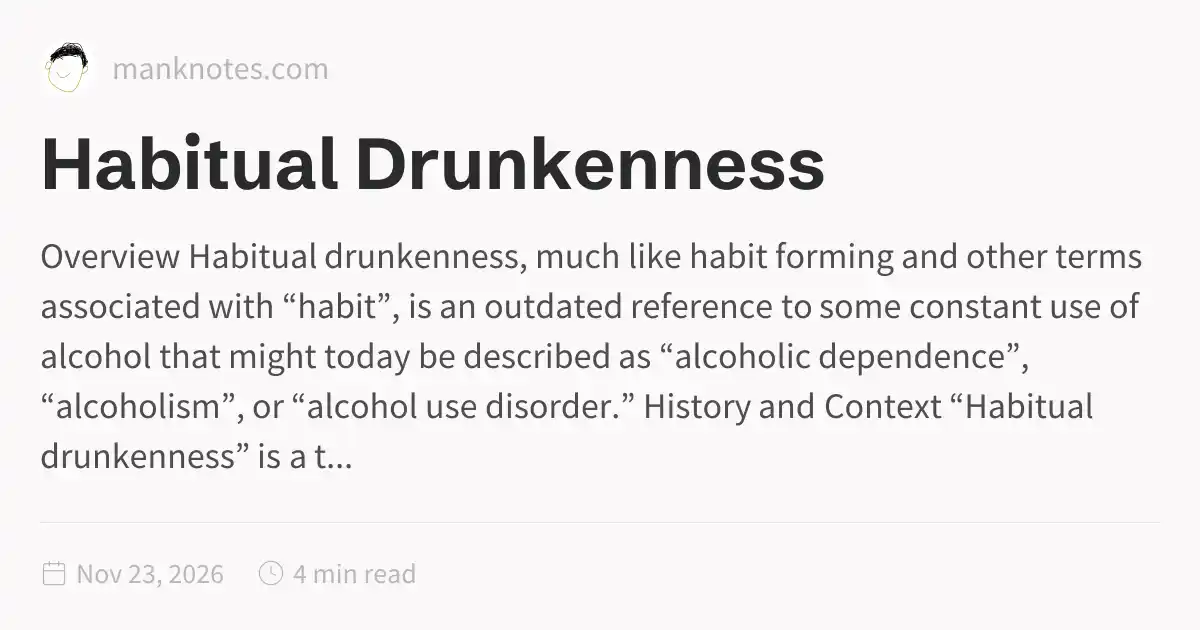 manknotes.com
Habitual Drunkenness
Overview Habitual drunkenness, much like habit forming and other terms
associated with “habit”, is an outdated reference to some constant use of
alcohol that might today be described as “alcoholic dependence”,
“alcoholism”, or “alcohol use disorder.” History and Context “Habitual
drunkenness” is a t...
Nov 23, 2026 4 min read